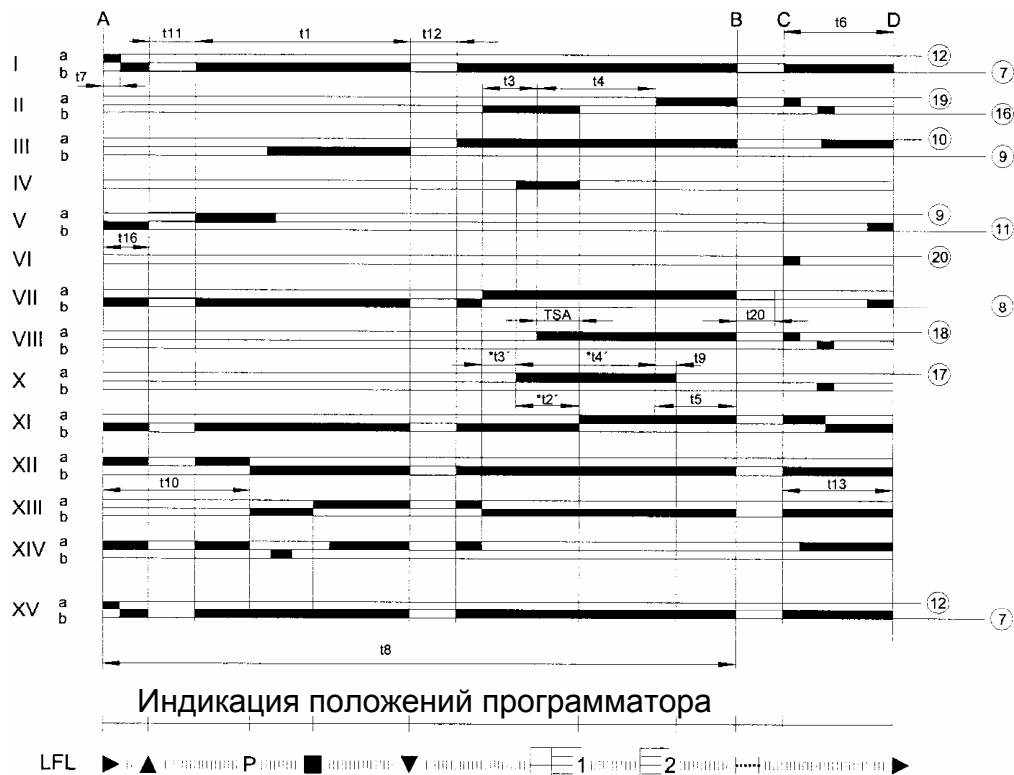 A B C D
t11 t1 t12 t6
I a 12
b 7
t7
t3 t4
II a 19
b 16
III a 10
b 9
IV
V a 9
b 11
t16
VI 20
VII a
b 8
TSA t20
VIII a 18
b
*t3´ *t4´ t9
X a 17
b
*t2´ t5
XI a
b
XII a
b
t10 t13
XIII a
b
XIV a
b
XV a 12
b 7
t8
Индикация положений программатора
LFL P 1 2